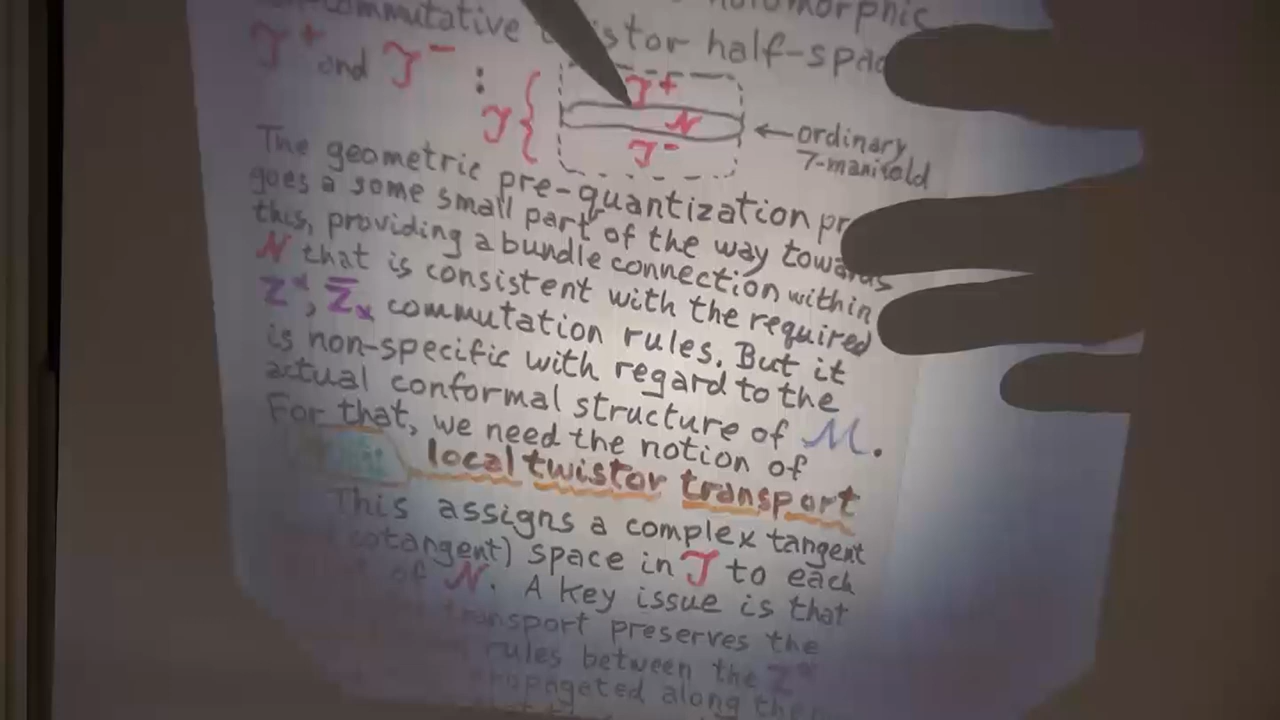 commutative twistor half-spac
𝒯⁺ and 𝒯⁻ :
𝒯 { 𝒯⁺
N
𝒯⁻
← ordinary
7-manifold
The geometric pre-quantization pr
goes a some small part of the way towards
this, providing a bundle connection within
N that is consistent with the required
Zᵅ, Z̄ₐ commutation rules. But it
is non-specific with regard to the
actual conformal structure of M.
For that, we need the notion of
local twistor transport
This assigns a complex tangent
cotangent) space in 𝒯 to each
of N. A key issue is that
transport preserves the
rules between the Zᵅ
propageted along the